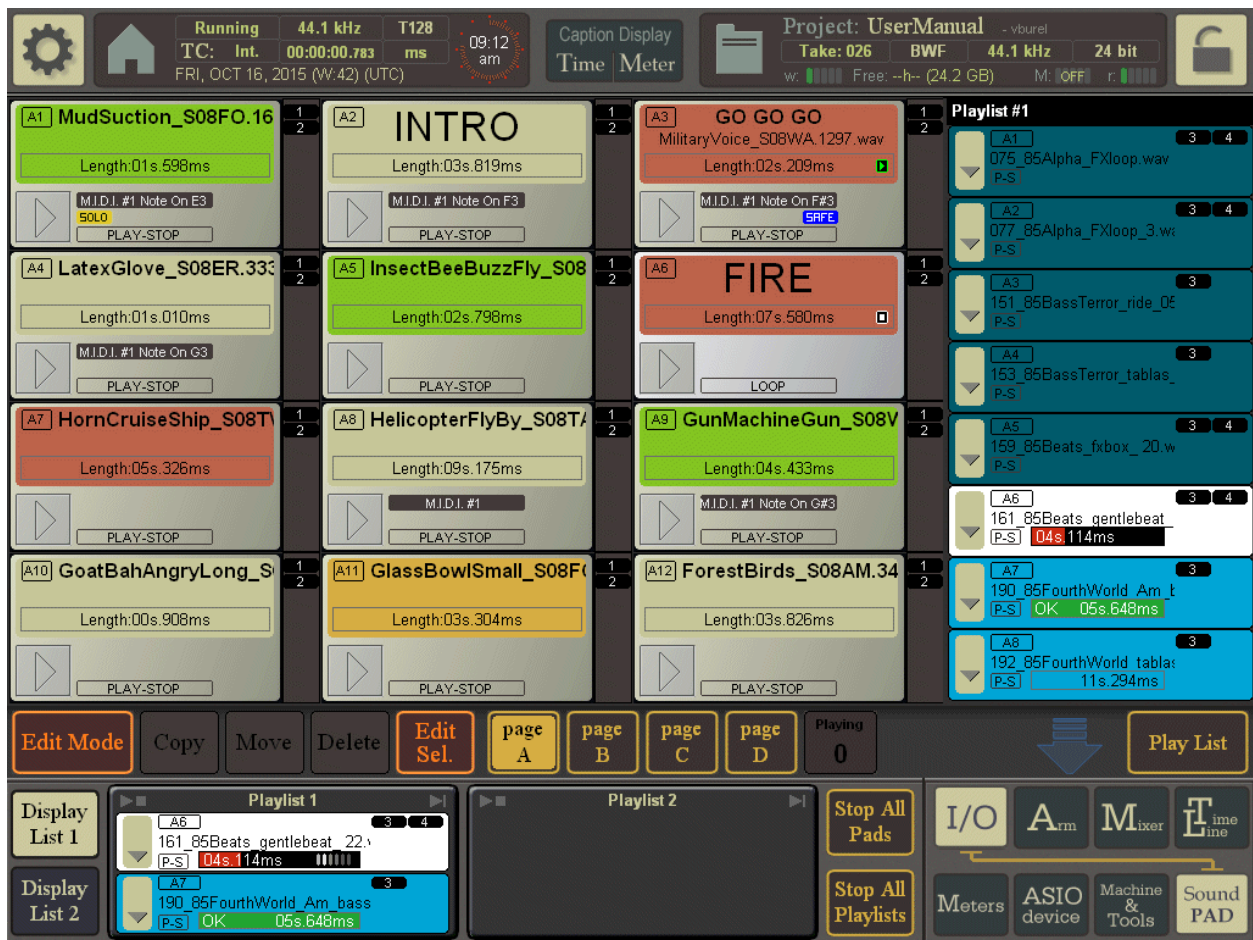 Running 44.1 kHz T128
TC: Int. 00:00:00.783 ms
FRI, OCT 16, 2015 (W:42) (UTC)
09:12
am
Caption Display
Time Meter
Project: UserManual - vburel
Take: 026 BWF 44.1 kHz 24 bit
w: Free: --h-- (24.2 GB) M: OFF r:
A1 MudSuction_S08FO.16
1
2
Length:01s.598ms
M.I.D.I. #1 Note On E3
SOLO
PLAY-STOP
A2 INTRO
1
2
Length:03s.819ms
M.I.D.I. #1 Note On F3
PLAY-STOP
A3 GO GO GO
MilitaryVoice_S08WA.1297.wav
1
2
Length:02s.209ms
M.I.D.I. #1 Note On F#3
SAFE
PLAY-STOP
A4 LatexGlove_S08ER.333
1
2
Length:01s.010ms
M.I.D.I. #1 Note On G3
PLAY-STOP
A5 InsectBeeBuzzFly_S08
1
2
Length:02s.798ms
PLAY-STOP
A6 FIRE
1
2
Length:07s.580ms
LOOP
A7 HornCruiseShip_S08TV
1
2
Length:05s.326ms
PLAY-STOP
A8 HelicopterFlyBy_S08TA
1
2
Length:09s.175ms
M.I.D.I. #1
PLAY-STOP
A9 GunMachineGun_S08V
1
2
Length:04s.433ms
M.I.D.I. #1 Note On G#3
PLAY-STOP
A10 GoatBahAngryLong_S
1
2
Length:00s.908ms
PLAY-STOP
A11 GlassBowlSmall_S08F
1
2
Length:03s.304ms
PLAY-STOP
A12 ForestBirds_S08AM.34
1
2
Length:03s.826ms
PLAY-STOP
Playlist #1
A1 3 4
075_85Alpha_FXloop.wav
P-S
A2 3 4
077_85Alpha_FXloop_3.wa
P-S
A3 3
151_85BassTerror_ride_05
P-S
A4 3
153_85BassTerror_tablas_
P-S
A5 3 4
159_85Beats_fxbox_ 20.w
P-S
A6 3 4
161_85Beats_gentlebeat_
P-S 04s.114ms
A7 3
190_85FourthWorld_Am_b
P-S OK 05s.648ms
A8 3
192_85FourthWorld_tablas
P-S 11s.294ms
Edit Mode
Copy
Move
Delete
Edit
Sel.
page
A
page
B
page
C
page
D
Playing
0
Play List
Display
List 1
Display
List 2
Playlist 1
A6 3 4
161_85Beats_gentlebeat_ 22.
P-S 04s.114ms
A7 3
190_85FourthWorld_Am_bass
P-S OK 05s.648ms
Playlist 2
Stop All
Pads
Stop All
Playlists
I/O
Arm
Mixer
Time
Line
Meters
ASIO
device
Machine
&
Tools
Sound
PAD